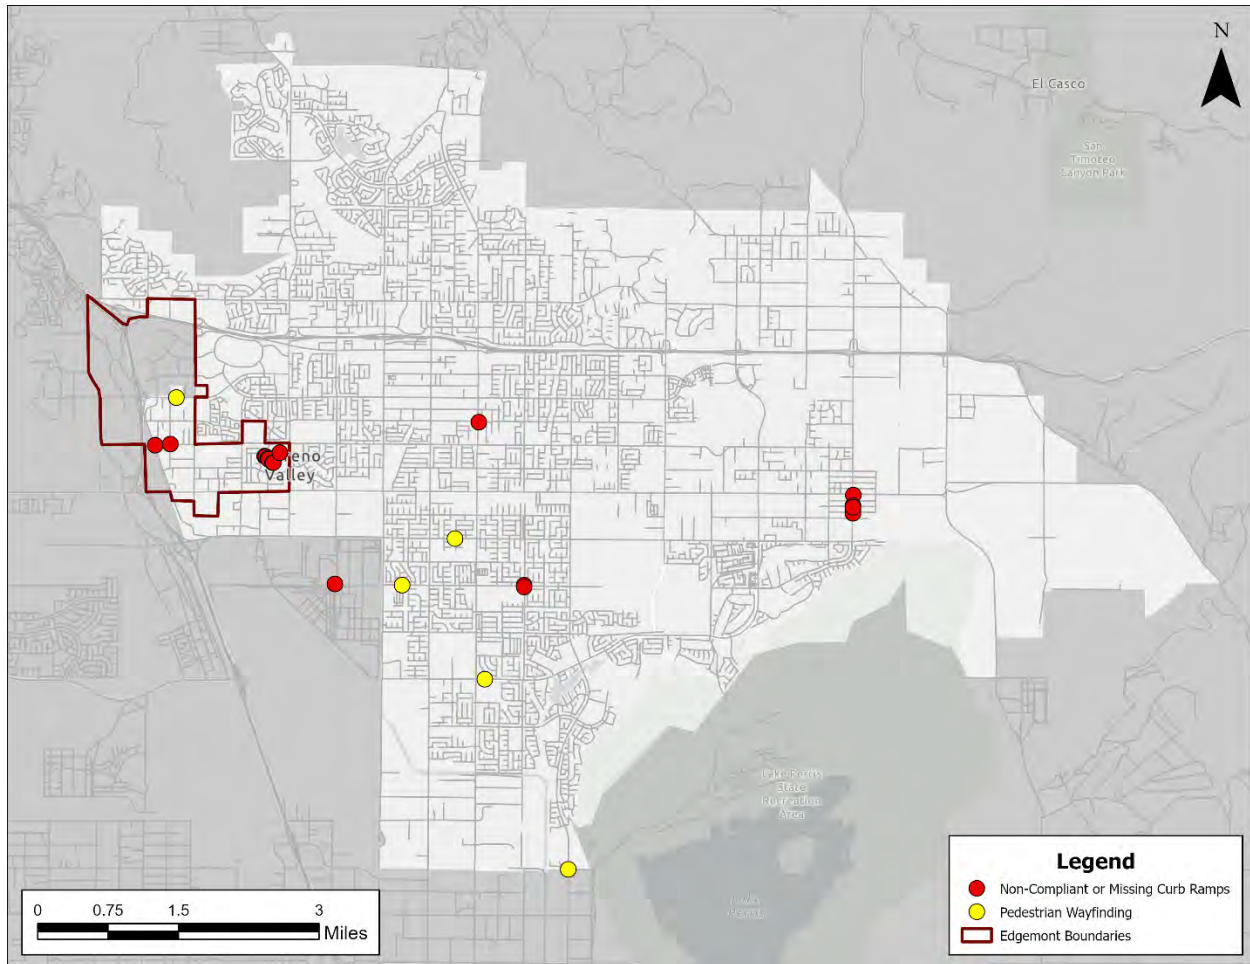 N
El Casco
San
Timoteo
Canyon Park
Valley
Lake Perris
State
Recreation
Area
Legend
Non-Compliant or Missing Curb Ramps
Pedestrian Wayfinding
Edgemont Boundaries
0 0.75 1.5 3
Miles